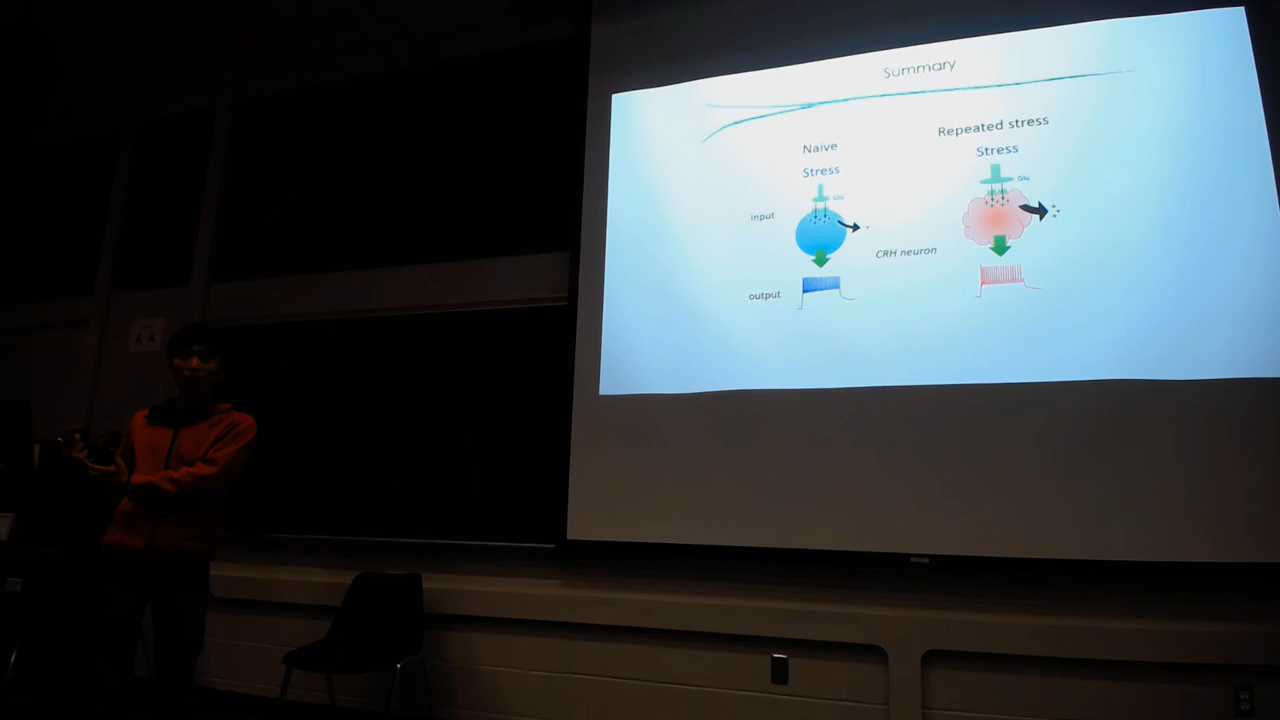 Summary
Naive
Stress
Glu
input
output
CRH neuron
Repeated stress
Stress
Glu